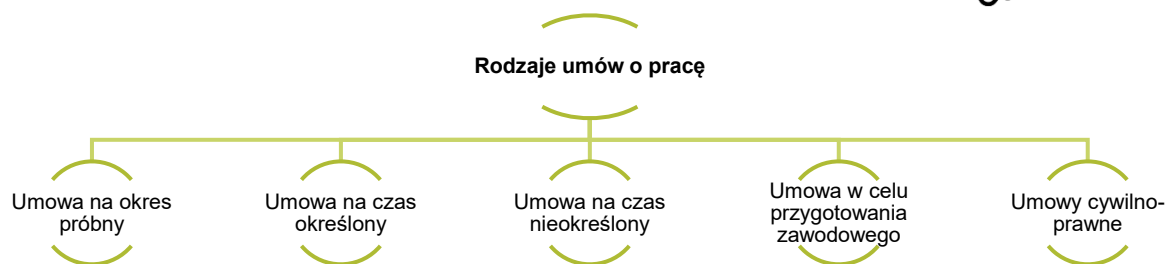 Rodzaje umów o pracę
Umowa na okres
próbny
Umowa na czas
określony
Umowa na czas
nieokreślony
Umowa w celu
przygotowania
zawodowego
Umowy cywilno-
prawne